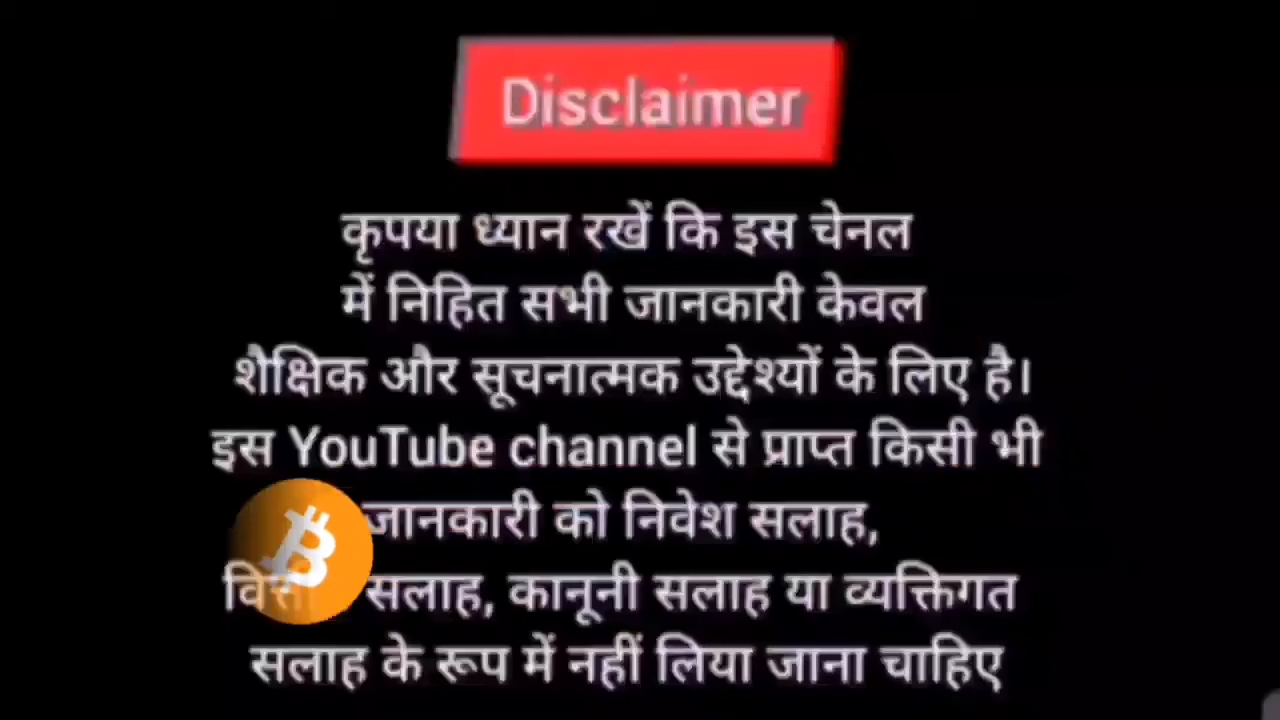 Disclaimer
कृपया ध्यान रखें कि इस चेनल
में निहित सभी जानकारी केवल
शैक्षिक और सूचनात्मक उद्देश्यों के लिए है।
इस YouTube channel से प्राप्त किसी भी
जानकारी को निवेश सलाह,
सलाह, कानूनी सलाह या व्यक्तिगत
सलाह के रूप में नहीं लिया जाना चाहिए